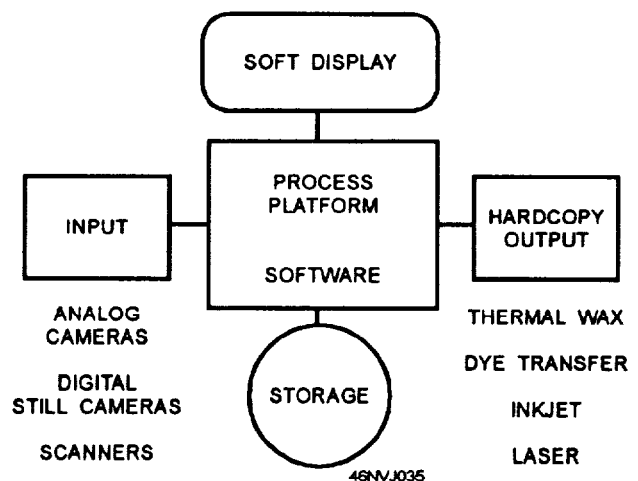 SOFT DISPLAY
PROCESS
PLATFORM
SOFTWARE
INPUT
HARDCOPY
OUTPUT
ANALOG
CAMERAS
DIGITAL
STILL CAMERAS
SCANNERS
STORAGE
THERMAL WAX
DYE TRANSFER
INKJET
LASER
46NVJ035